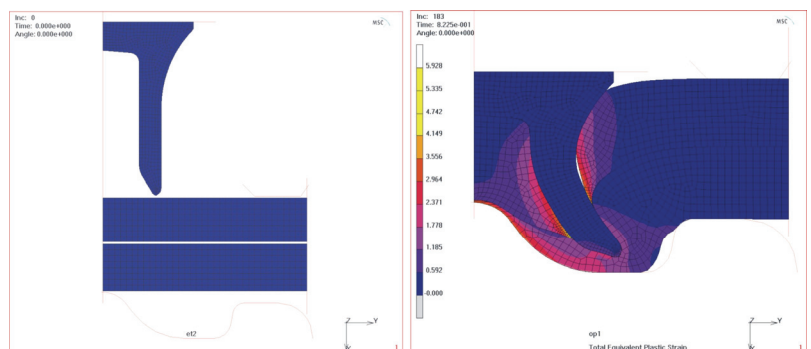 Inc: 0
Time: 0.000e+000
Angle: 0.000e+000
MSC
et2
Z
Y
1
Inc: 183
Time: 8.225e-001
Angle: 0.000e+000
MSC
5.928
5.335
4.742
4.149
3.556
2.964
2.371
1.778
1.185
0.592
-0.000
op1
Total Equivalent Plastic Strain
Z
Y
1